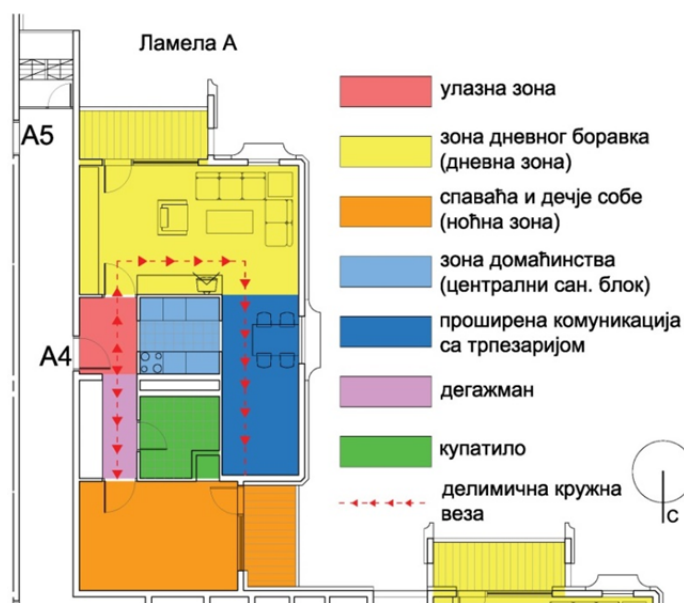 Ламела А
А5
А4
улазна зона
зона дневног боравка
(дневна зона)
спаваћа и дечје собе
(ноћна зона)
зона домаћинства
(централни сан. блок)
проширена комуникација
са трпезаријом
дегажман
купатило
делимична кружна
веза
с